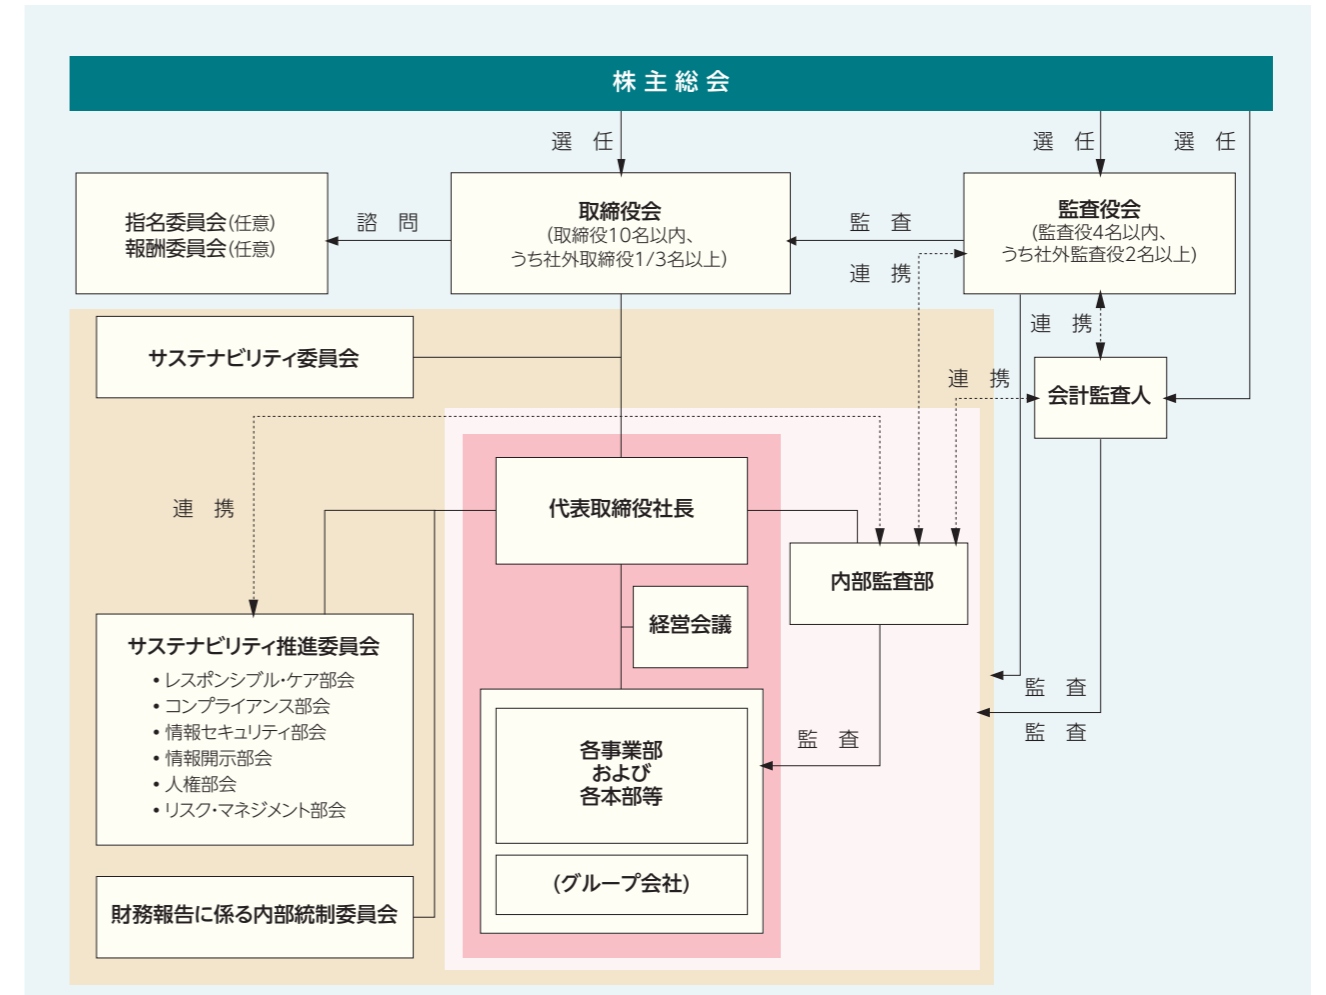 株主総会
選 任
選 任
選 任
指名委員会(任意)
報酬委員会(任意)
諮 問
取締役会
(取締役10名以内、
うち社外取締役1/3名以上)
監 査
連 携
監査役会
(監査役4名以内、
うち社外監査役2名以上)
連 携
サステナビリティ委員会
連 携
会計監査人
連 携
代表取締役社長
内部監査部
経営会議
サステナビリティ推進委員会
•レスポンシブル・ケア部会
•コンプライアンス部会
•情報セキュリティ部会
•情報開示部会
•人権部会
•リスク・マネジメント部会
監 査
監 査
監 査
各事業部
および
各本部等
(グループ会社)
財務報告に係る内部統制委員会